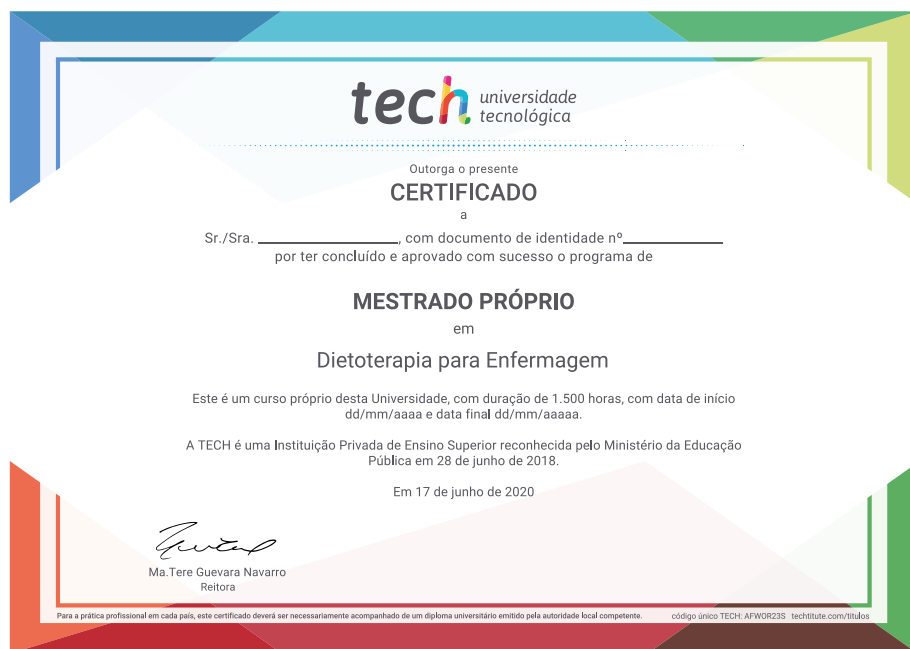 tech universidade
tecnológica
Outorga o presente
CERTIFICADO
a
Sr./Sra. ____________________, com documento de identidade nº______________
por ter concluído e aprovado com sucesso o programa de
MESTRADO PRÓPRIO
em
Dietoterapia para Enfermagem
Este é um curso próprio desta Universidade, com duração de 1.500 horas, com data de início
dd/mm/aaaa e data final dd/mm/aaaaa.
A TECH é uma Instituição Privada de Ensino Superior reconhecida pelo Ministério da Educação
Pública em 28 de junho de 2018.
Em 17 de junho de 2020
Ma.Tere Guevara Navarro
Reitora
Para a prática profissional em cada país, este certificado deverá ser necessariamente acompanhado de um diploma universitário emitido pela autoridade local competente. código único TECH: AFWOR23S techtitute.com/titulos